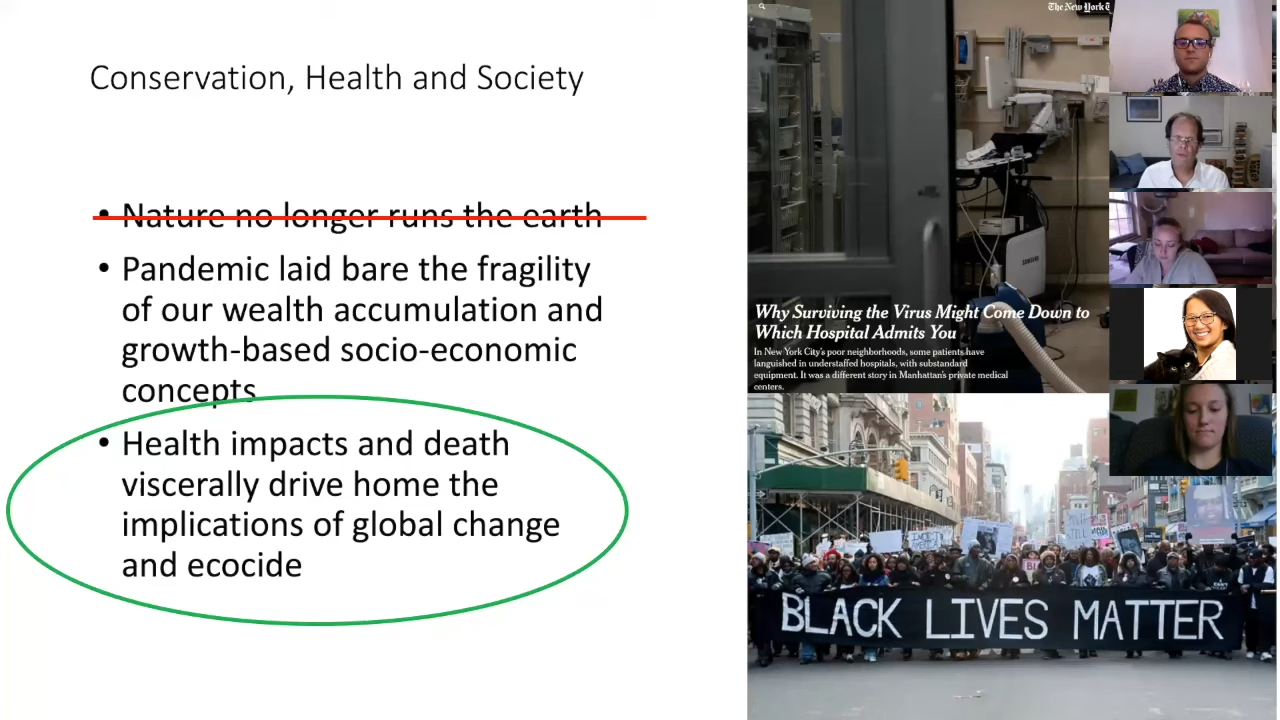 Conservation, Health and Society
• Nature no longer runs the earth
• Pandemic laid bare the fragility
of our wealth accumulation and
growth-based socio-economic
concepts
• Health impacts and death
viscerally drive home the
implications of global change
and ecocide
The New York
SAMSUNG
Why Surviving the Virus Might Come Down to
Which Hospital Admits You
In New York City's poor neighborhoods, some patients have
languished in understaffed hospitals, with substandard
equipment. It was a different story in Manhattan's private medical
centers.
BLACK LIVES MATTER